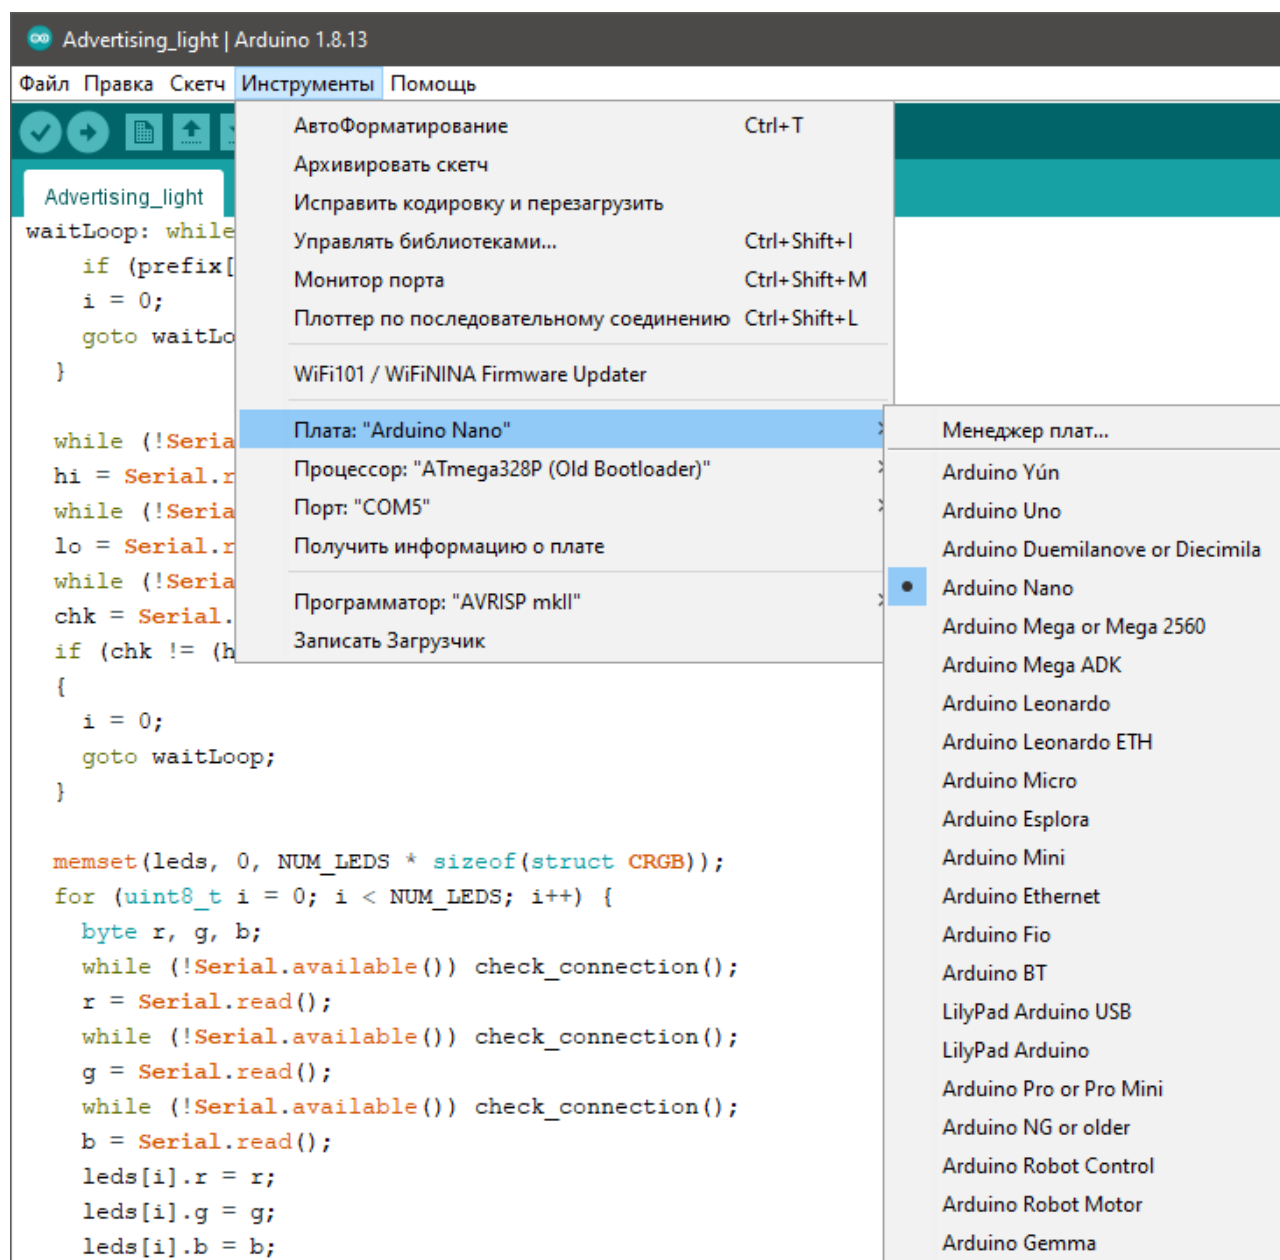 Advertising_light | Arduino 1.8.13
Файл Правка Скетч Инструменты Помощь
АвтоФорматирование Ctrl+T
Архивировать скетч
Исправить кодировку и перезагрузить
Управлять библиотеками... Ctrl+Shift+I
Монитор порта Ctrl+Shift+M
Плоттер по последовательному соединению Ctrl+Shift+L
WiFi101 / WiFiNINA Firmware Updater
Плата: "Arduino Nano"
Процессор: "ATmega328P (Old Bootloader)"
Порт: "COM5"
Получить информацию о плате
Программатор: "AVRISP mkII"
Записать Загрузчик
Менеджер плат...
Arduino Yún
Arduino Uno
Arduino Duemilanove or Diecimila
Arduino Nano
Arduino Mega or Mega 2560
Arduino Mega ADK
Arduino Leonardo
Arduino Leonardo ETH
Arduino Micro
Arduino Esplora
Arduino Mini
Arduino Ethernet
Arduino Fio
Arduino BT
LilyPad Arduino USB
LilyPad Arduino
Arduino Pro or Pro Mini
Arduino NG or older
Arduino Robot Control
Arduino Robot Motor
Arduino Gemma
Advertising_light
waitLoop: while
if (prefix[
i = 0;
goto waitLo
}
while (!Seria
hi = Serial.r
while (!Seria
lo = Serial.r
while (!Seria
chk = Serial.
if (chk != (h
{
i = 0;
goto waitLoop;
}
memset(leds, 0, NUM_LEDS * sizeof(struct CRGB));
for (uint8_t i = 0; i < NUM_LEDS; i++) {
byte r, g, b;
while (!Serial.available()) check_connection();
r = Serial.read();
while (!Serial.available()) check_connection();
g = Serial.read();
while (!Serial.available()) check_connection();
b = Serial.read();
leds[i].r = r;
leds[i].g = g;
leds[i].b = b;